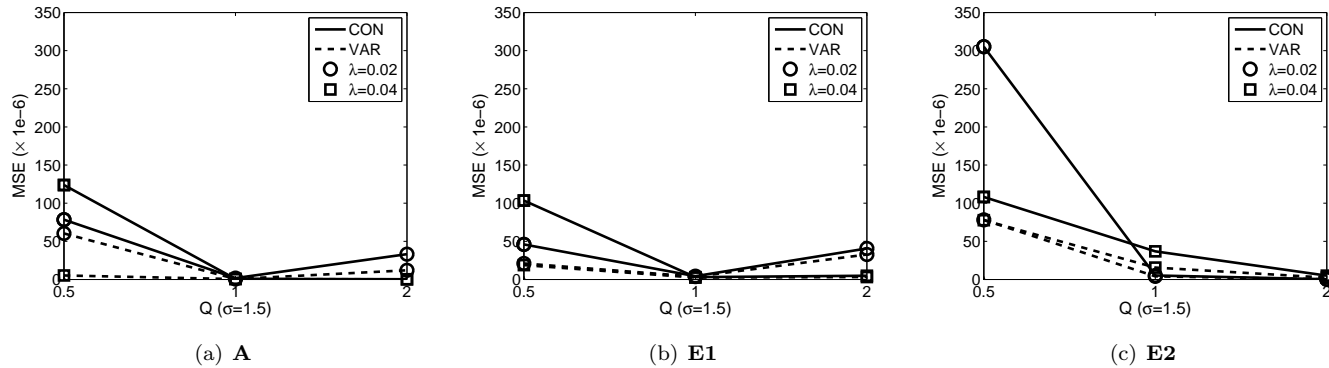 350
300
250
200
150
100
50
0
MSE (× 1e−6)
0.5 1 2
Q (σ=1.5)
CON
VAR
λ=0.02
λ=0.04
(a) A
350
300
250
200
150
100
50
0
MSE (× 1e−6)
0.5 1 2
Q (σ=1.5)
CON
VAR
λ=0.02
λ=0.04
(b) E1
350
300
250
200
150
100
50
0
MSE (× 1e−6)
0.5 1 2
Q (σ=1.5)
CON
VAR
λ=0.02
λ=0.04
(c) E2